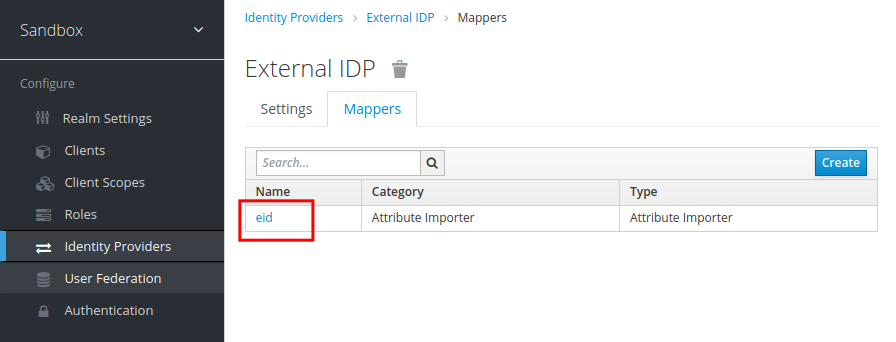 Sandbox
Configure
Realm Settings
Clients
Client Scopes
Roles
Identity Providers
User Federation
Authentication
Identity Providers > External IDP > Mappers
External IDP
Settings Mappers
Search... Create
Name Category Type
eid Attribute Importer Attribute Importer